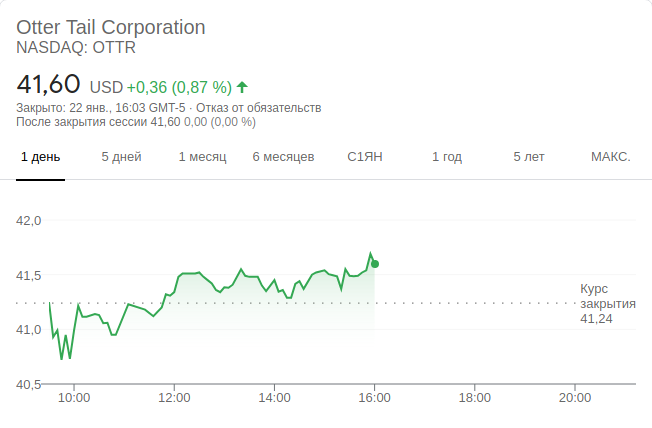 Otter Tail Corporation
NASDAQ: OTTR
41,60 USD +0,36 (0,87 %)
Закрыто: 22 янв., 16:03 GMT-5 · Отказ от обязательств
После закрытия сессии 41,60 0,00 (0,00 %)
1 день 5 дней 1 месяц 6 месяцев С1ЯН 1 год 5 лет МАКС.
42,0
41,5
Курс
закрытия
41,24
41,0
40,5
10:00 12:00 14:00 16:00 18:00 20:00